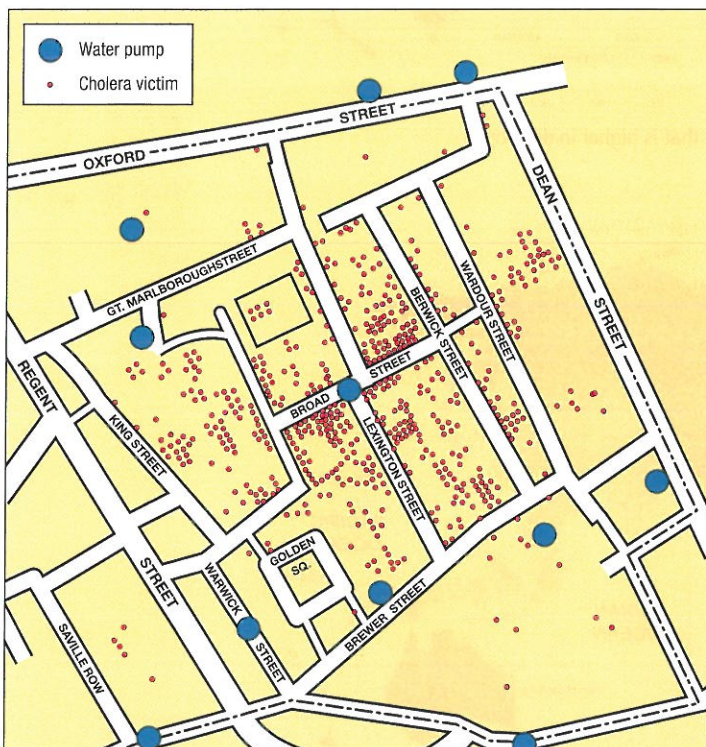 Water pump
Cholera victim
OXFORD STREET
DEAN STREET
GT. MARLBOROUGHSTREET
WARDOUR STREET
BERWICK STREET
BROAD STREET
REGENT STREET
KING STREET
LEXINGTON STREET
GOLDEN SQ.
WARWICK STREET
BREWER STREET
SAVILLE ROW